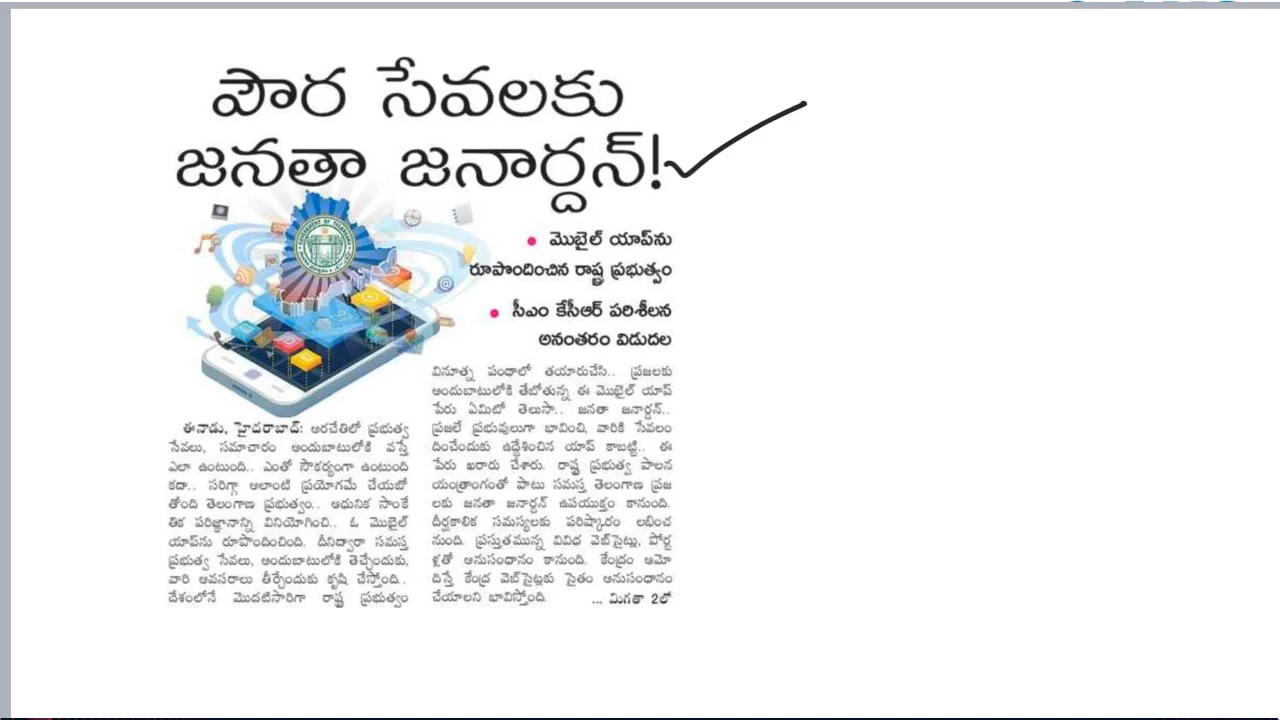 పౌర సేవలకు
జనతా జనార్దన్!
• మొబైల్ యాప్‌ను
రూపొందించిన రాష్ట్ర ప్రభుత్వం
• సీఎం కేసీఆర్ పరిశీలన
అనంతరం విడుదల
ఈనాడు, హైదరాబాద్: అరచేతిలో ప్రభుత్వ
సేవలు, సమాచారం అందుబాటులోకి వస్తే
ఎలా ఉంటుంది.. ఎంతో సౌకర్యంగా ఉంటుంది
కదా.. సరిగ్గా అలాంటి ప్రయోగమే చేయబో
తోంది తెలంగాణ ప్రభుత్వం.. ఆధునిక సాంకే
తిక పరిజ్ఞానాన్ని వినియోగించి.. ఓ మొబైల్
యాప్‌ను రూపొందించింది. దీనిద్వారా సమస్త
ప్రభుత్వ సేవలు, అందుబాటులోకి తెచ్చేందుకు,
వారి అవసరాలు తీర్చేందుకు కృషి చేస్తోంది..
దేశంలోనే మొదటిసారిగా రాష్ట్ర ప్రభుత్వం
వినూత్న పంథాలో తయారుచేసి.. ప్రజలకు
అందుబాటులోకి తేబోతున్న ఈ మొబైల్ యాప్
పేరు ఏమిటో తెలుసా.. జనతా జనార్దన్..
ప్రజలే ప్రభువులుగా భావించి, వారికి సేవలం
దించేందుకు ఉద్దేశించిన యాప్ కాబట్టి.. ఈ
పేరు ఖరారు చేశారు. రాష్ట్ర ప్రభుత్వ పాలన
యంత్రాంగంతో పాటు సమస్త తెలంగాణ ప్రజ
లకు జనతా జనార్దన్ ఉపయుక్తం కానుంది.
దీర్ఘకాలిక సమస్యలకు పరిష్కారం లభించ
నుంది. ప్రస్తుతమున్న వివిధ వెబ్‌సైట్లు, పోర్ట
ళ్లతో అనుసంధానం కానుంది. కేంద్రం ఆమో
దిస్తే కేంద్ర వెబ్‌సైట్లకు సైతం అనుసంధానం
చేయాలని భావిస్తోంది ... మిగతా 2లో